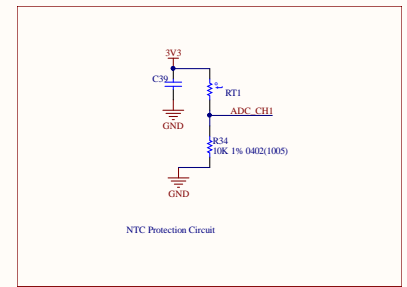 3V3
C39
RT1
ADC_CH1
GND
R34
10K 1% 0402(1005)
GND
NTC Protection Circuit